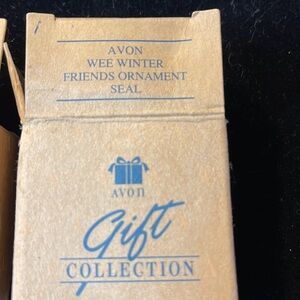 AVON
WEE WINTER
FRIENDS ORNAMENT
SEAL
AVON
Gift
COLLECTION